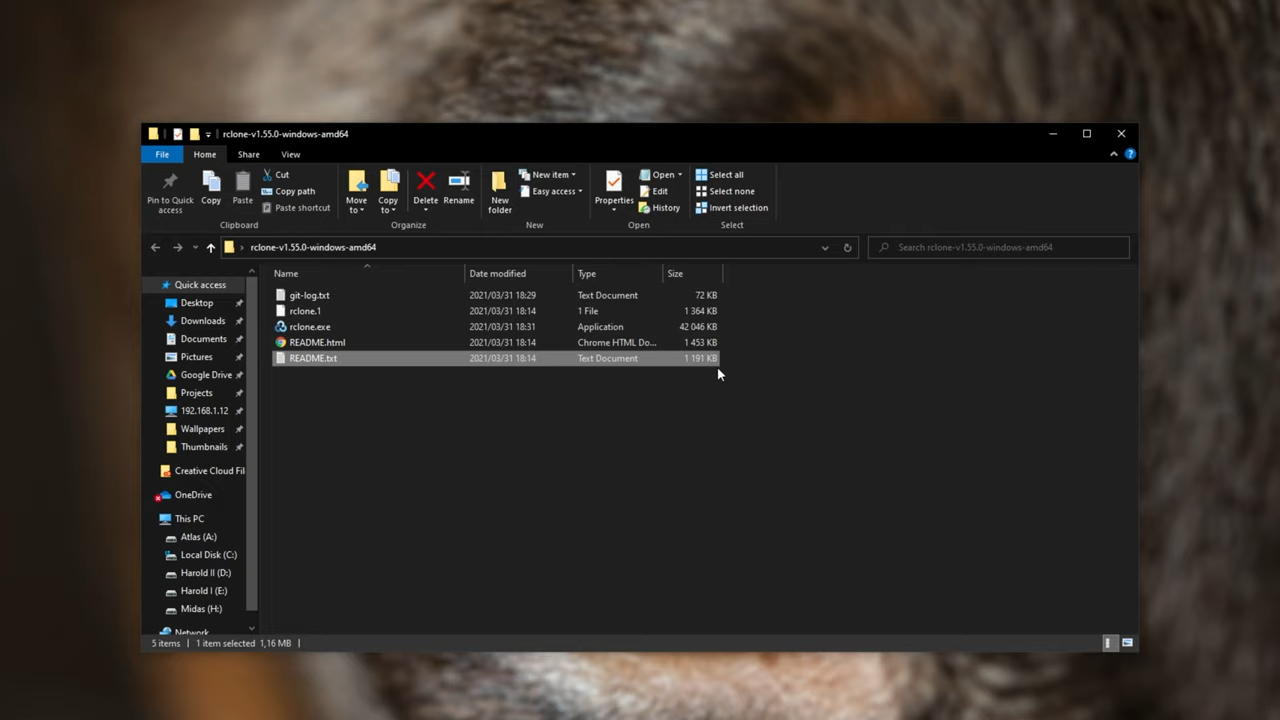 rclone-v1.55.0-windows-amd64
File Home Share View
Pin to Quick access
Copy
Paste
Cut
Copy path
Paste shortcut
Clipboard
Move to
Copy to
Delete
Rename
Organize
New folder
New item
Easy access
New
Properties
Open
Edit
History
Open
Select all
Select none
Invert selection
Select
rclone-v1.55.0-windows-amd64
Search rclone-v1.55.0-windows-amd64
Quick access
Desktop
Downloads
Documents
Pictures
Google Drive
Projects
192.168.1.12
Wallpapers
Thumbnails
Creative Cloud Fil
OneDrive
This PC
Atlas (A:)
Local Disk (C:)
Harold II (D:)
Harold I (E:)
Midas (H:)
Network
Name Date modified Type Size
git-log.txt 2021/03/31 18:29 Text Document 72 KB
rclone.1 2021/03/31 18:14 1 File 1 364 KB
rclone.exe 2021/03/31 18:31 Application 42 046 KB
README.html 2021/03/31 18:14 Chrome HTML Do... 1 453 KB
README.txt 2021/03/31 18:14 Text Document 1 191 KB
5 items 1 item selected 1,16 MB